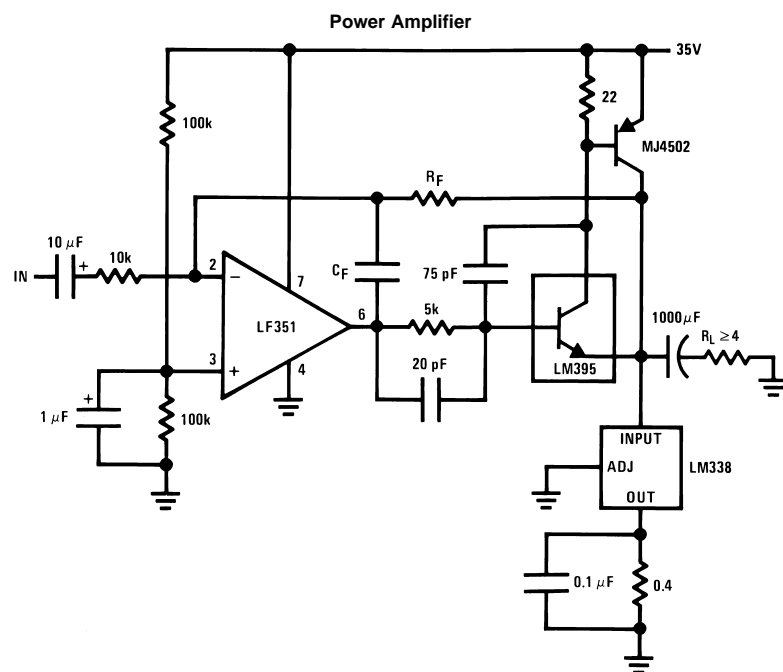 Power Amplifier
35V
22
100k
MJ4502
R_F
10 μF
+
10k
IN
2
−
7
C_F
75 pF
LF351
6
5k
1000μF
R_L ≥4
3
+
4
LM395
20 pF
+
1 μF
100k
INPUT
ADJ
LM338
OUT
0.1 μF
0.4